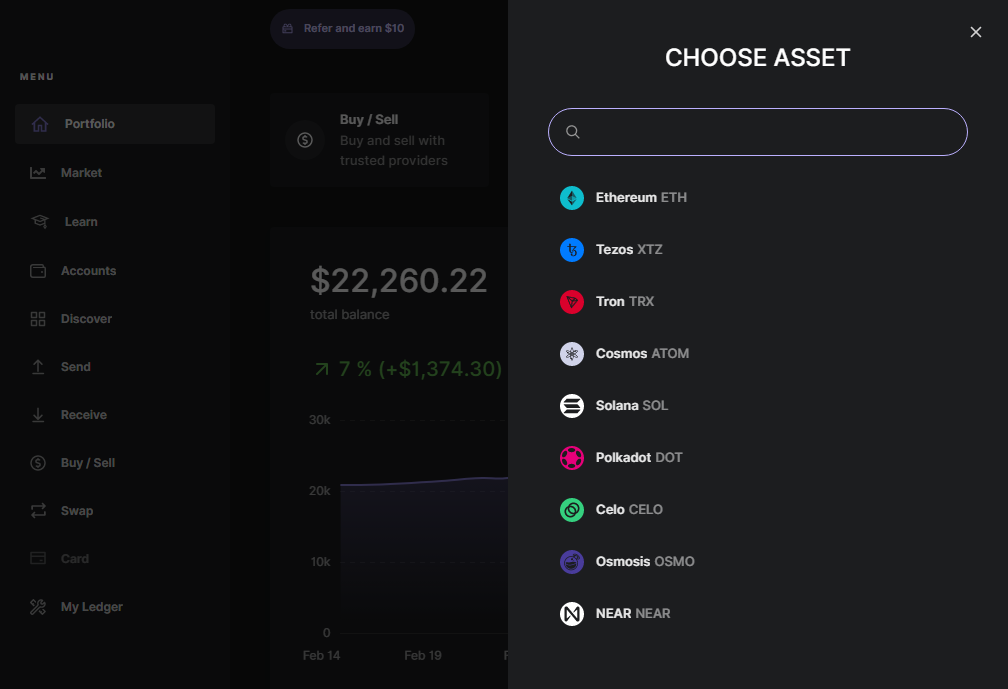 Refer and earn $10
MENU
Portfolio
Market
Learn
Accounts
Discover
Send
Receive
Buy / Sell
Swap
Card
My Ledger
Buy / Sell
Buy and sell with
trusted providers
$22,260.22
total balance
7 % (+$1,374.30)
30k
20k
10k
0
Feb 14
Feb 19
CHOOSE ASSET
Ethereum ETH
Tezos XTZ
Tron TRX
Cosmos ATOM
Solana SOL
Polkadot DOT
Celo CELO
Osmosis OSMO
NEAR NEAR